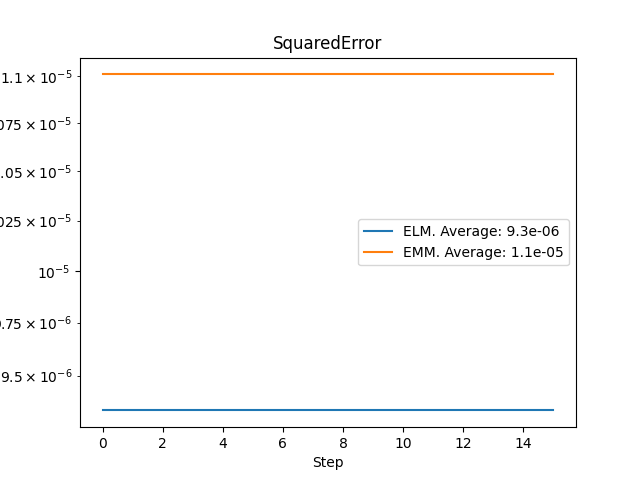 SquaredError
1.1 × 10⁻⁵
075 × 10⁻⁵
.05 × 10⁻⁵
025 × 10⁻⁵
10⁻⁵
.75 × 10⁻⁶
9.5 × 10⁻⁶
ELM. Average: 9.3e-06
EMM. Average: 1.1e-05
0 2 4 6 8 10 12 14
Step